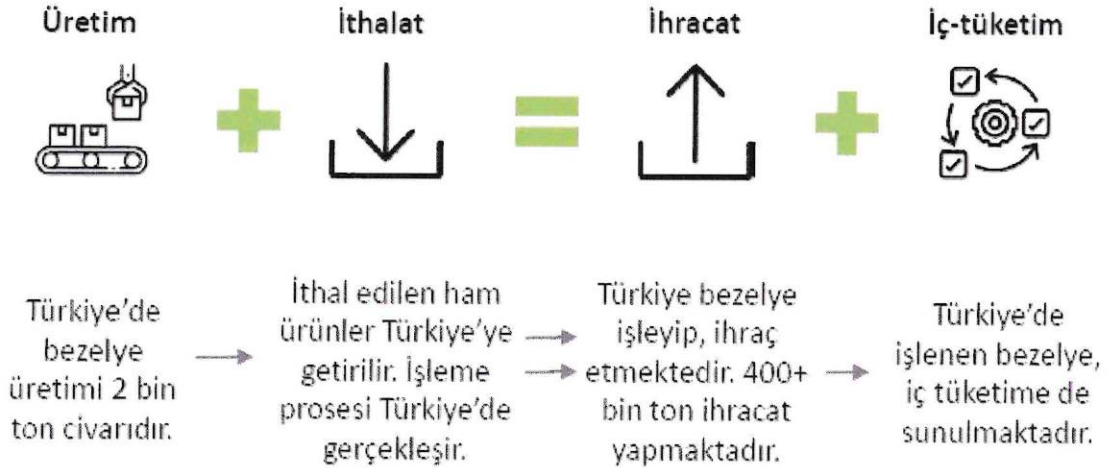 Üretim
İthalat
İhracat
İç-tüketim
Türkiye'de
bezelye
üretimi 2 bin
ton civarıdır.
İthal edilen ham
ürünler Türkiye'ye
getirilir. İşleme
prosesi Türkiye'de
gerçekleşir.
Türkiye bezelye
işleyip, ihraç
etmektedir. 400+
bin ton ihracat
yapmaktadır.
Türkiye'de
işlenen bezelye,
iç tüketime de
sunulmaktadır.